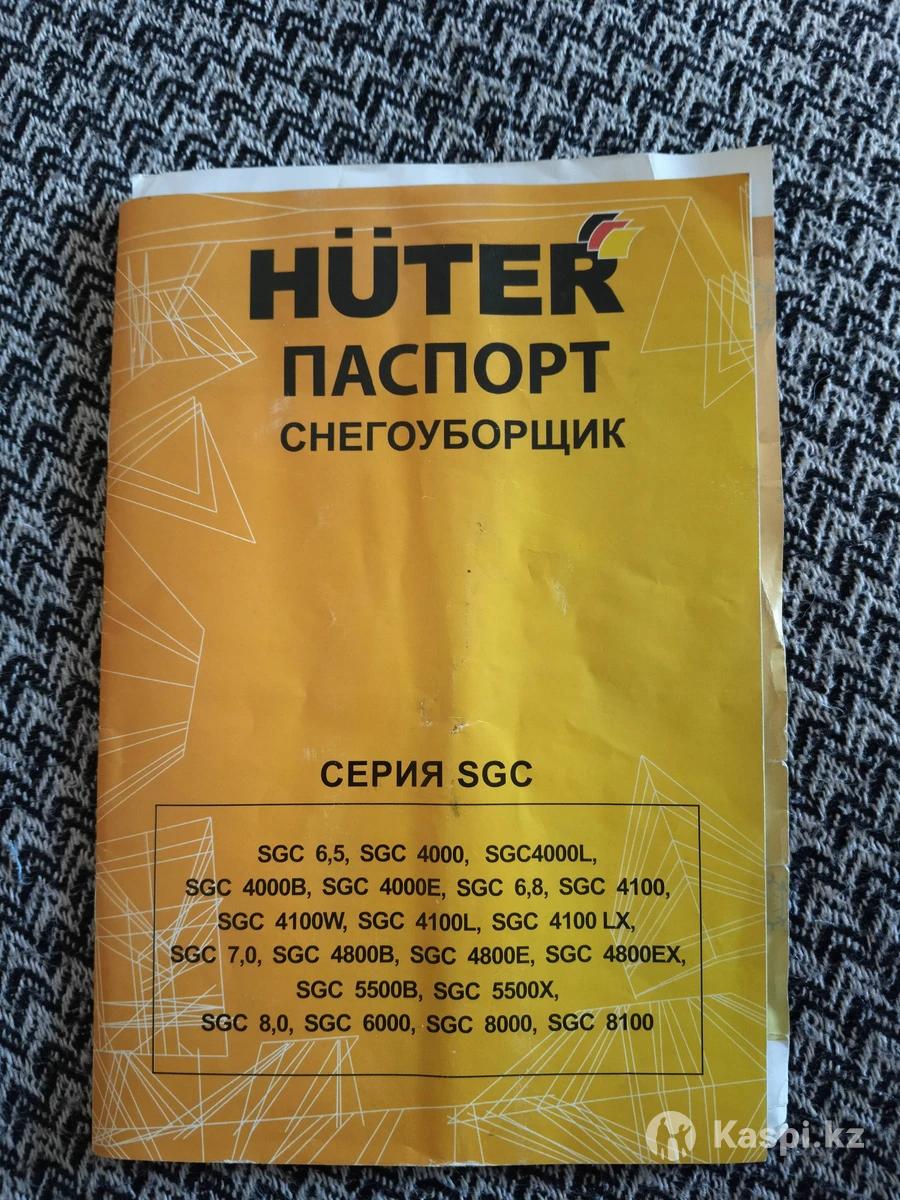 HÜTER
ПАСПОРТ
СНЕГОУБОРЩИК
СЕРИЯ SGC
SGC 6,5, SGC 4000, SGC4000L,
SGC 4000B, SGC 4000E, SGC 6,8, SGC 4100,
SGC 4100W, SGC 4100L, SGC 4100 LX,
SGC 7,0, SGC 4800B, SGC 4800E, SGC 4800EX,
SGC 5500B, SGC 5500X,
SGC 8,0, SGC 6000, SGC 8000, SGC 8100
Kaspi.kz